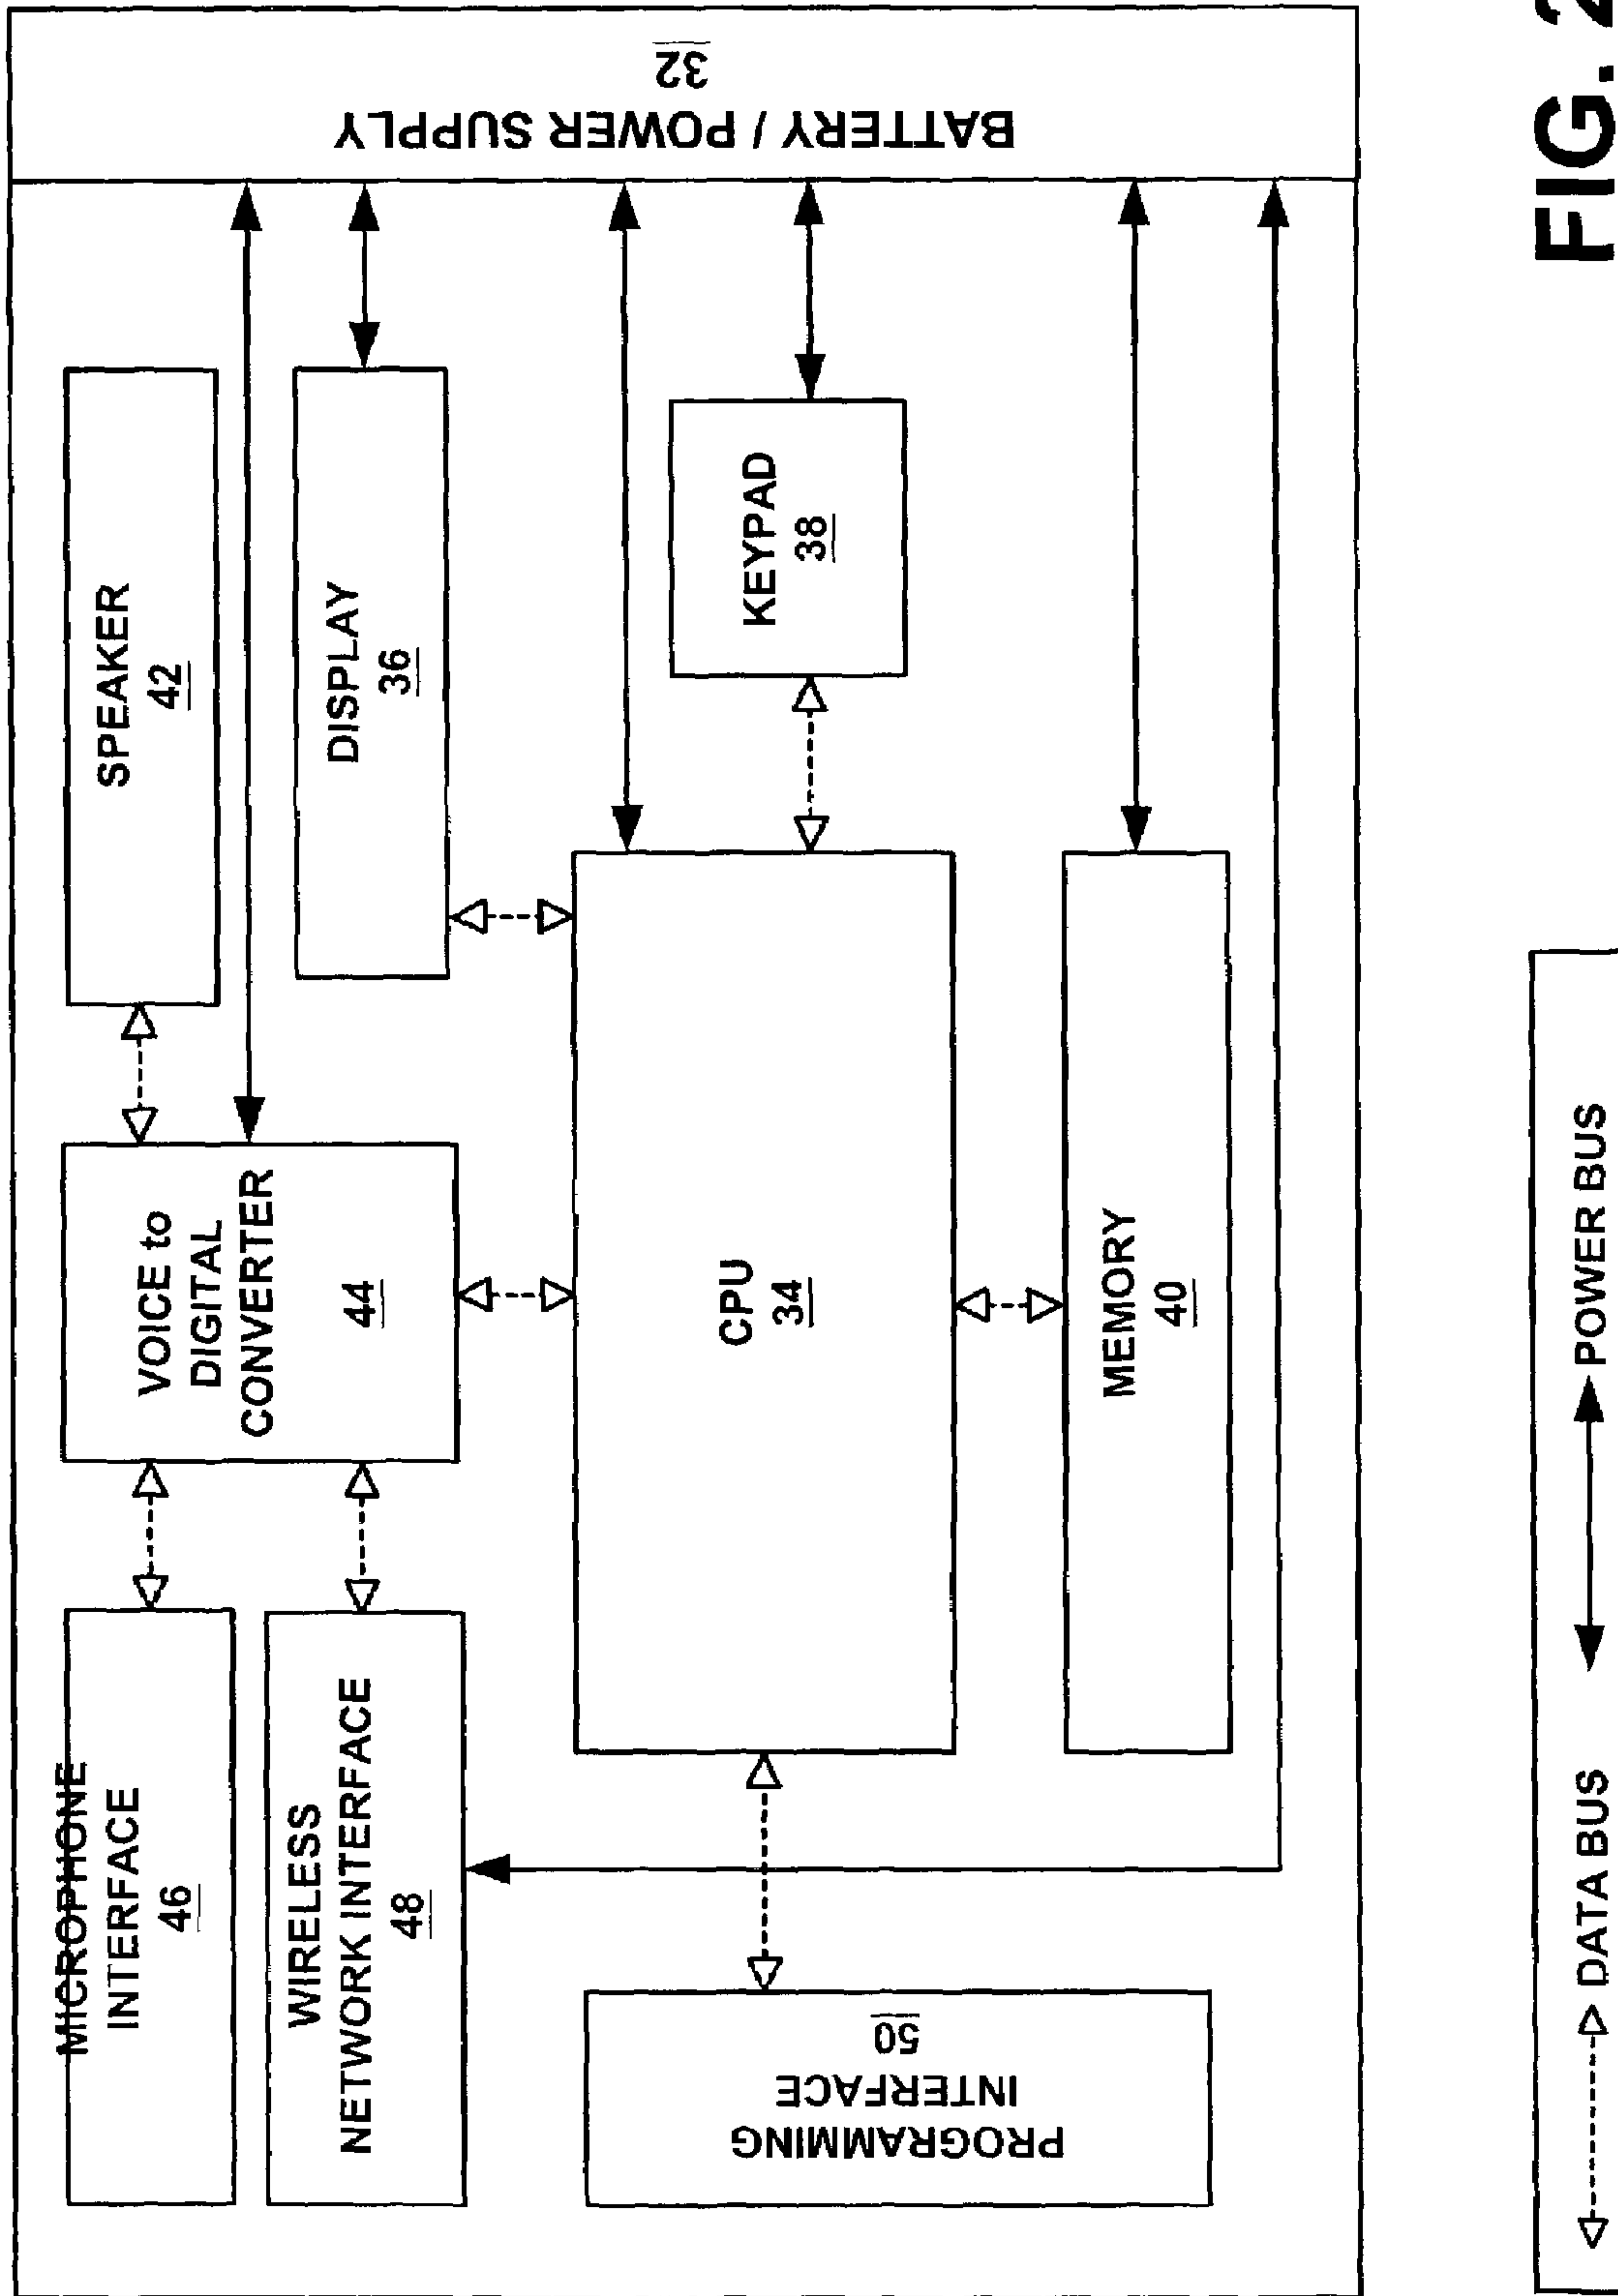 MICROPHONE
INTERFACE
46
WIRELESS
NETWORK INTERFACE
48
VOICE to
DIGITAL
CONVERTER
44
SPEAKER
42
DISPLAY
36
PROGRAMMING
INTERFACE
50
CPU
34
KEYPAD
38
MEMORY
40
BATTERY / POWER SUPPLY
32
DATA BUS
POWER BUS
FIG. 2